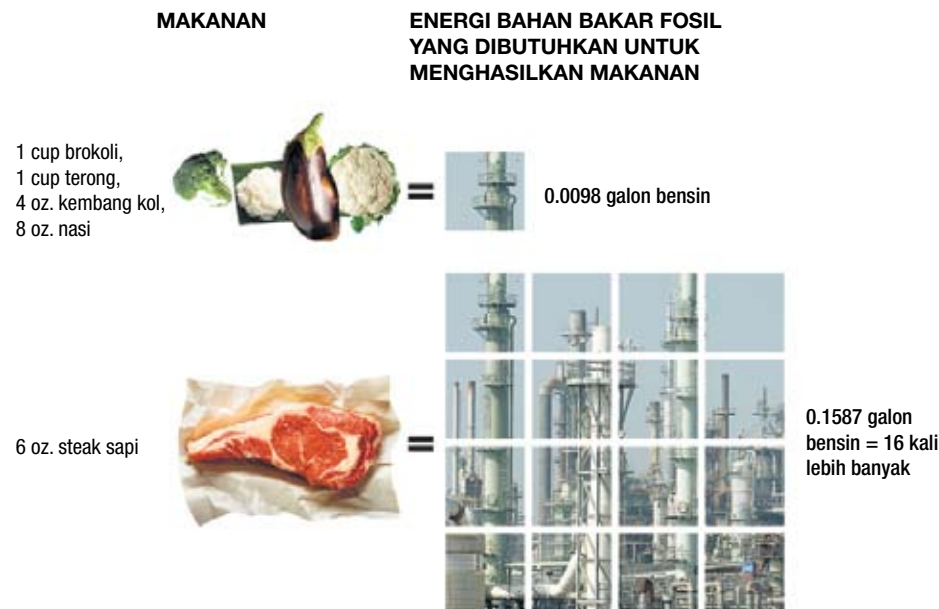 MAKANAN
ENERGI BAHAN BAKAR FOSIL
YANG DIBUTUHKAN UNTUK
MENGHASILKAN MAKANAN
1 cup brokoli,
1 cup terong,
4 oz. kembang kol,
8 oz. nasi
=
0.0098 galon bensin
6 oz. steak sapi
=
0.1587 galon
bensin = 16 kali
lebih banyak